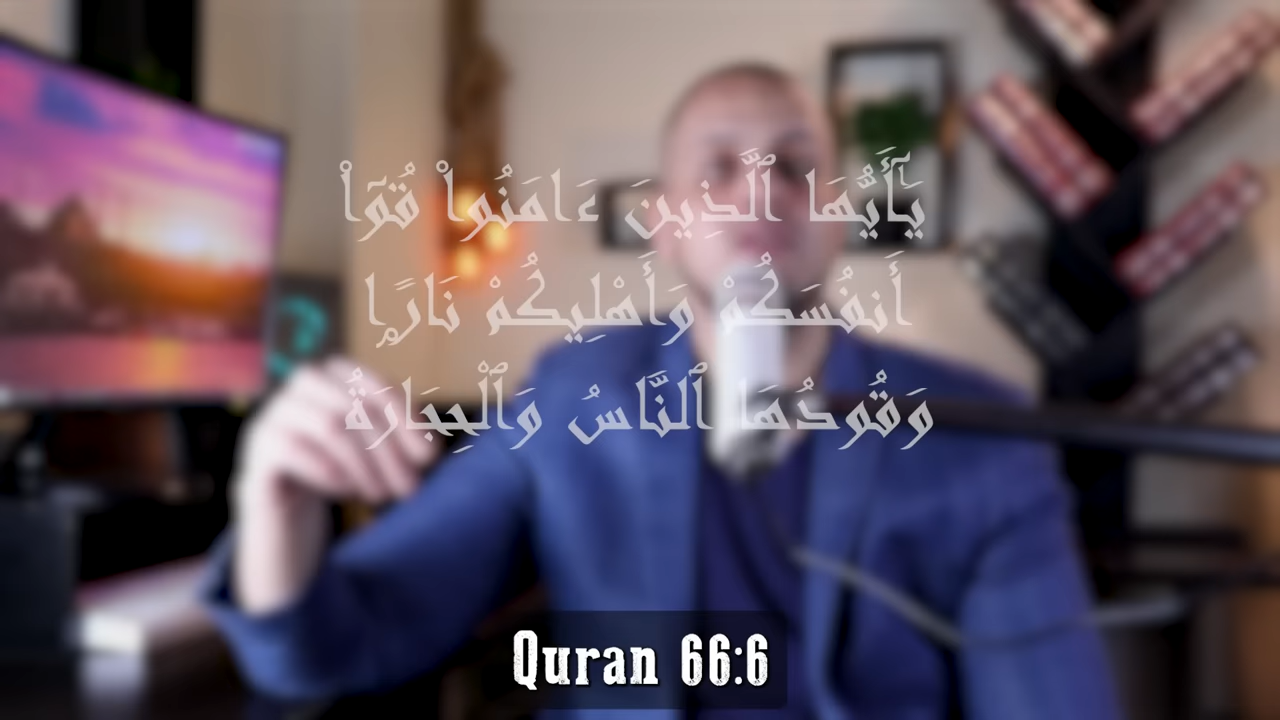 يَٰٓأَيُّهَا ٱلَّذِينَ ءَامَنُوا۟ قُوٓا۟
أَنفُسَكُمْ وَأَهْلِيكُمْ نَارًۭا
وَقُودُهَا ٱلنَّاسُ وَٱلْحِجَارَةُ
Quran 66:6